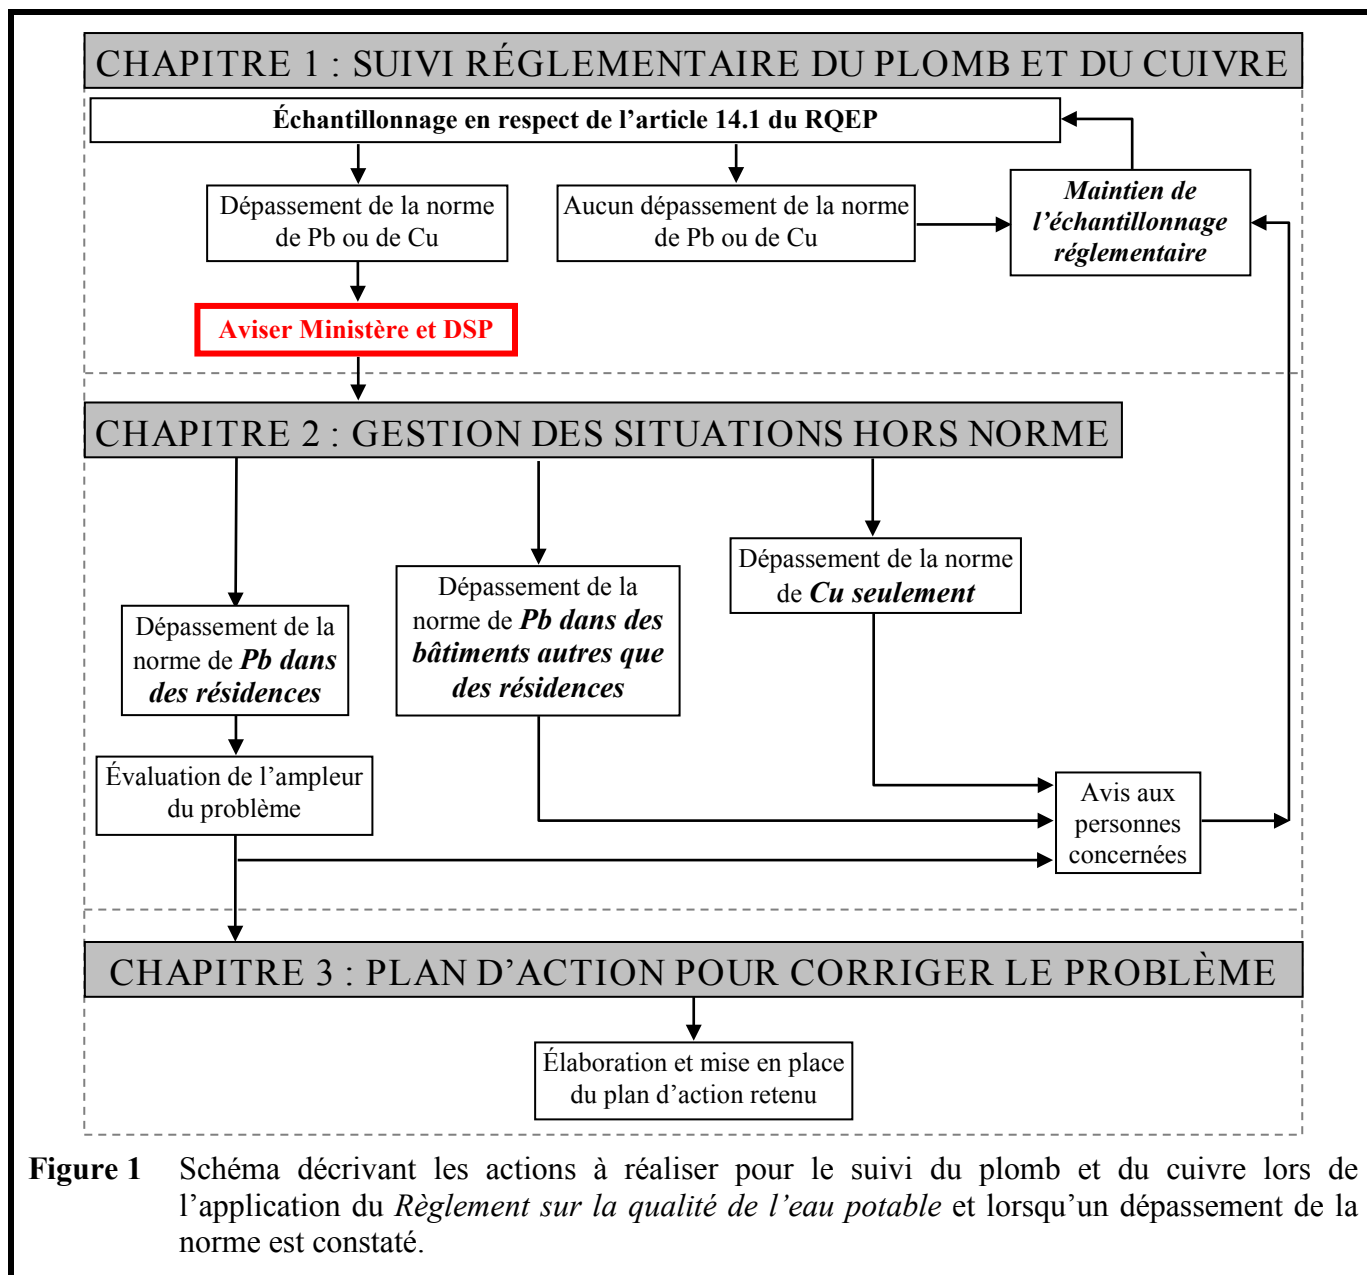 CHAPITRE 1 : SUIVI RÉGLEMENTAIRE DU PLOMB ET DU CUIVRE
Échantillonnage en respect de l’article 14.1 du RQEP
Dépassement de la norme
de Pb ou de Cu
Aucun dépassement de la norme
de Pb ou de Cu
Maintien de
l’échantillonnage
réglementaire
Aviser Ministère et DSP
CHAPITRE 2 : GESTION DES SITUATIONS HORS NORME
Dépassement de la
norme de Pb dans
des résidences
Dépassement de la
norme de Pb dans des
bâtiments autres que
des résidences
Dépassement de la norme
de Cu seulement
Évaluation de l’ampleur
du problème
Avis aux
personnes
concernées
CHAPITRE 3 : PLAN D’ACTION POUR CORRIGER LE PROBLÈME
Élaboration et mise en place
du plan d’action retenu
Figure 1 Schéma décrivant les actions à réaliser pour le suivi du plomb et du cuivre lors de
l’application du Règlement sur la qualité de l’eau potable et lorsqu’un dépassement de la
norme est constaté.